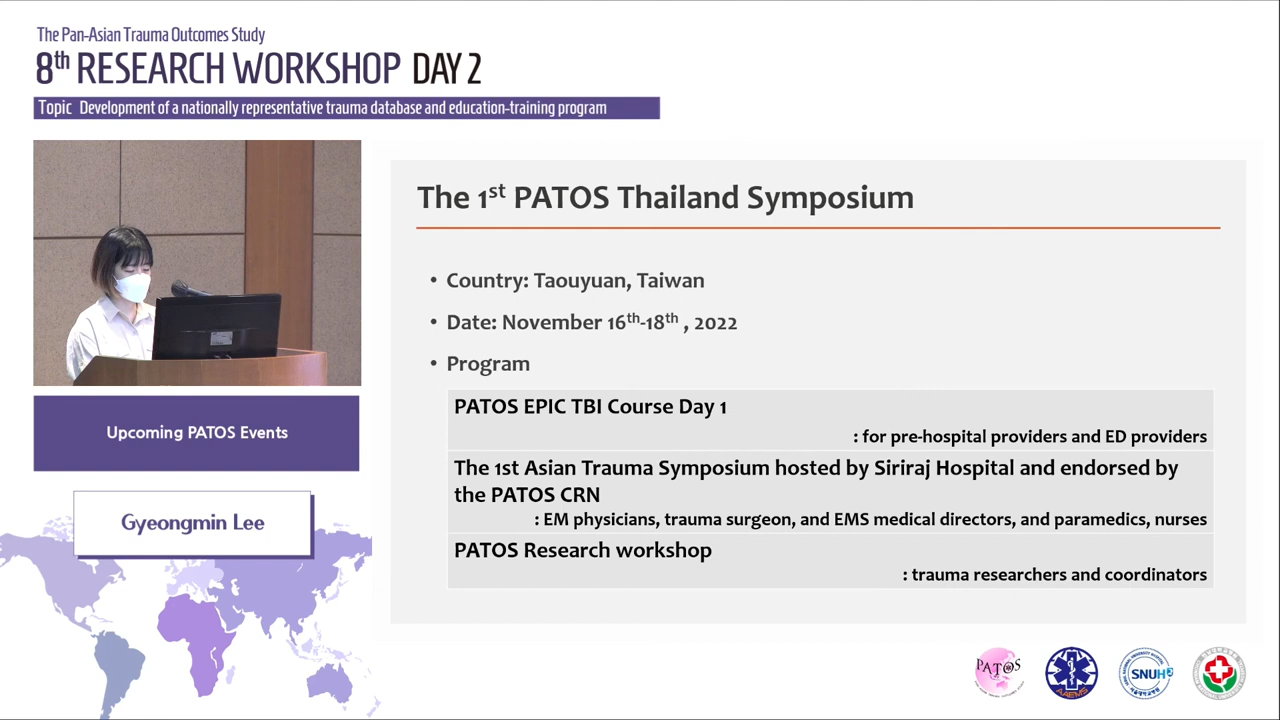 The Pan-Asian Trauma Outcomes Study
8th RESEARCH WORKSHOP DAY 2
Topic Development of a nationally representative trauma database and education-training program
The 1st PATOS Thailand Symposium
• Country: Taouyuan, Taiwan
• Date: November 16th-18th , 2022
• Program
PATOS EPIC TBI Course Day 1
: for pre-hospital providers and ED providers
The 1st Asian Trauma Symposium hosted by Siriraj Hospital and endorsed by
the PATOS CRN
: EM physicians, trauma surgeon, and EMS medical directors, and paramedics, nurses
PATOS Research workshop
: trauma researchers and coordinators
Upcoming PATOS Events
Gyeongmin Lee
PATOS
AAEMS
SNUH